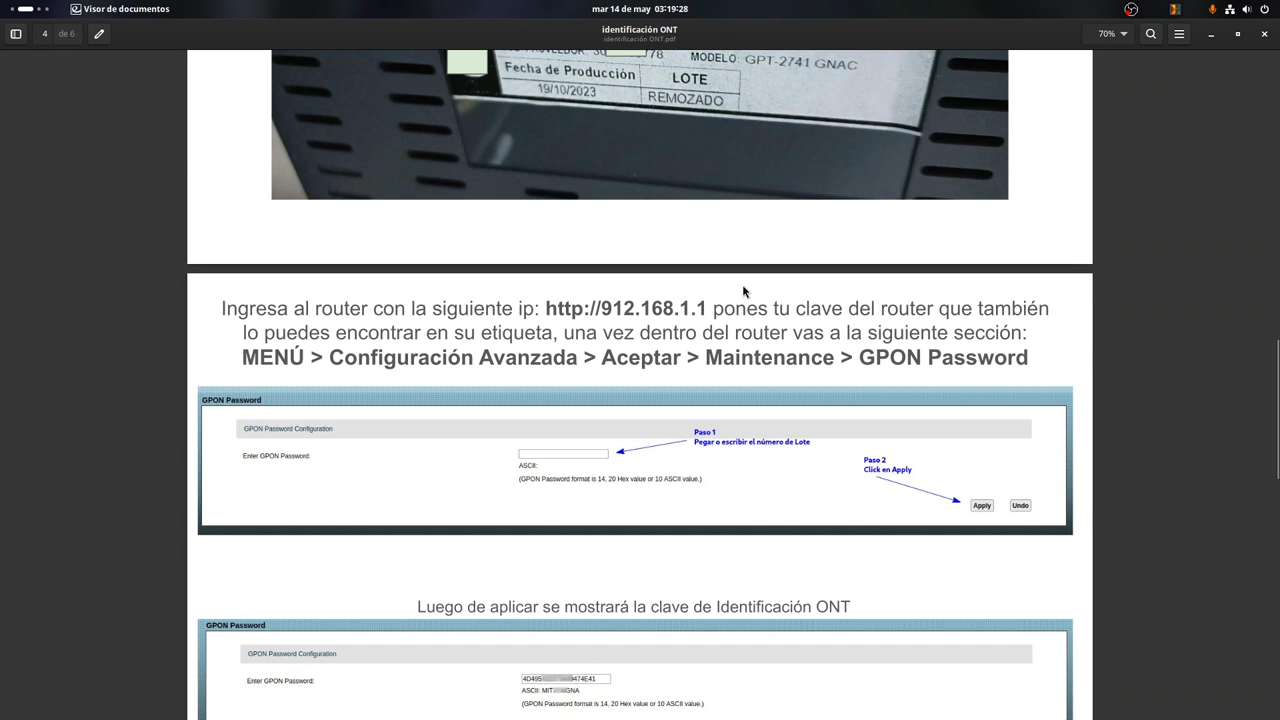 Visor de documentos
mar 14 de may 03:19:28
4 de 6
identificación ONT
identificación ONT.pdf
70%
78 MODELO: GPT-2741 GNAC
Fecha de Producción LOTE
19/10/2023 REMOZADO
Ingresa al router con la siguiente ip: http://912.168.1.1 pones tu clave del router que también
lo puedes encontrar en su etiqueta, una vez dentro del router vas a la siguiente sección:
MENÚ > Configuración Avanzada > Aceptar > Maintenance > GPON Password
GPON Password
GPON Password Configuration
Paso 1
Pegar o escribir el número de Lote
Enter GPON Password:
ASCII:
(GPON Password format is 14, 20 Hex value or 10 ASCII value.)
Paso 2
Click en Apply
Apply Undo
Luego de aplicar se mostrará la clave de Identificación ONT
GPON Password
GPON Password Configuration
Enter GPON Password: 4D495 474E41
ASCII: MIT GNA
(GPON Password format is 14, 20 Hex value or 10 ASCII value.)